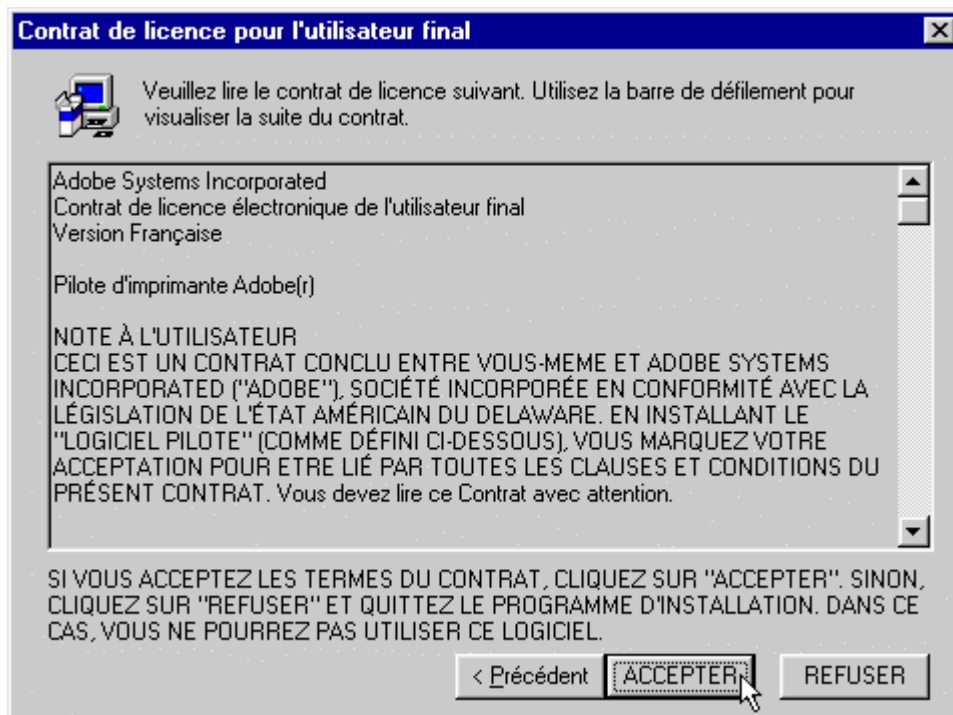 Contrat de licence pour l'utilisateur final
Veuillez lire le contrat de licence suivant. Utilisez la barre de défilement pour
visualiser la suite du contrat.
Adobe Systems Incorporated
Contrat de licence électronique de l'utilisateur final
Version Française
Pilote d'imprimante Adobe(r)
NOTE À L'UTILISATEUR
CECI EST UN CONTRAT CONCLU ENTRE VOUS-MEME ET ADOBE SYSTEMS
INCORPORATED ("ADOBE"), SOCIÉTÉ INCORPORÉE EN CONFORMITÉ AVEC LA
LÉGISLATION DE L'ÉTAT AMÉRICAIN DU DELAWARE. EN INSTALLANT LE
"LOGICIEL PILOTE" (COMME DÉFINI CI-DESSOUS), VOUS MARQUEZ VOTRE
ACCEPTATION POUR ETRE LIÉ PAR TOUTES LES CLAUSES ET CONDITIONS DU
PRÉSENT CONTRAT. Vous devez lire ce Contrat avec attention.
SI VOUS ACCEPTEZ LES TERMES DU CONTRAT, CLIQUEZ SUR "ACCEPTER". SINON,
CLIQUEZ SUR "REFUSER" ET QUITTEZ LE PROGRAMME D'INSTALLATION. DANS CE
CAS, VOUS NE POURREZ PAS UTILISER CE LOGICIEL.
< Précédent ACCEPTER REFUSER